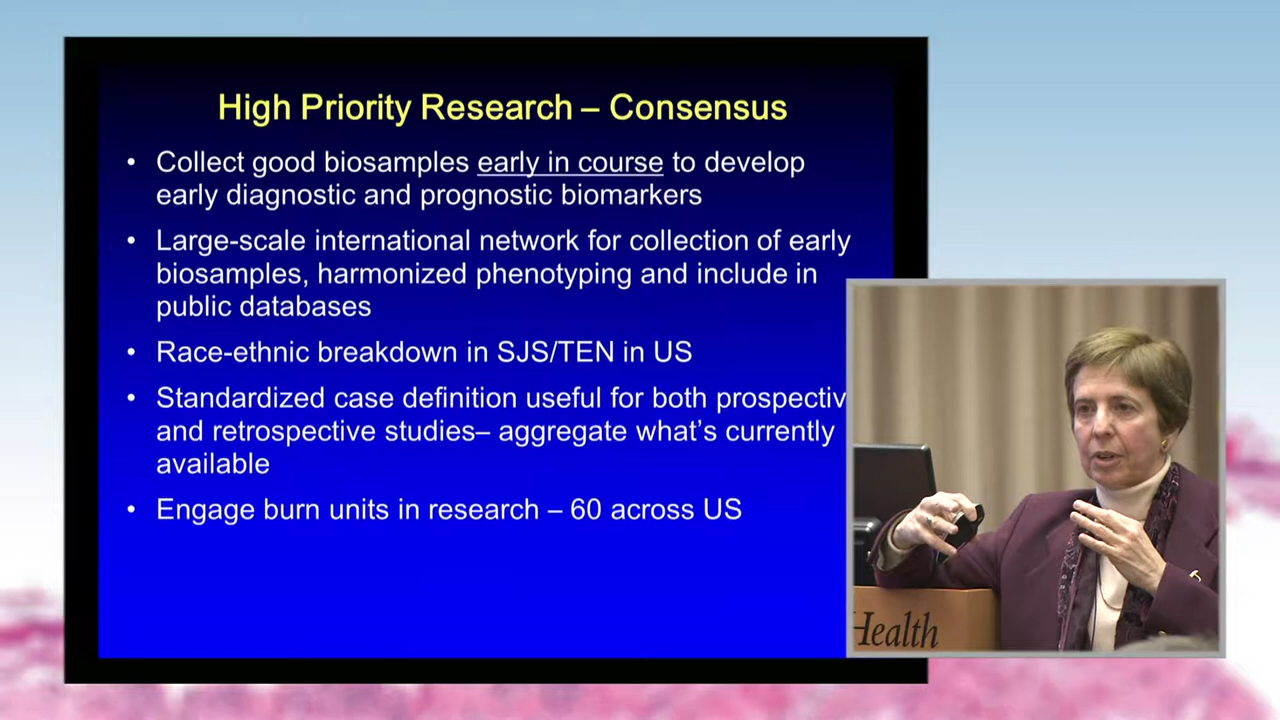 High Priority Research – Consensus
• Collect good biosamples early in course to develop
early diagnostic and prognostic biomarkers
• Large-scale international network for collection of early
biosamples, harmonized phenotyping and include in
public databases
• Race-ethnic breakdown in SJS/TEN in US
• Standardized case definition useful for both prospectiv
and retrospective studies– aggregate what’s currently
available
• Engage burn units in research – 60 across US
Health